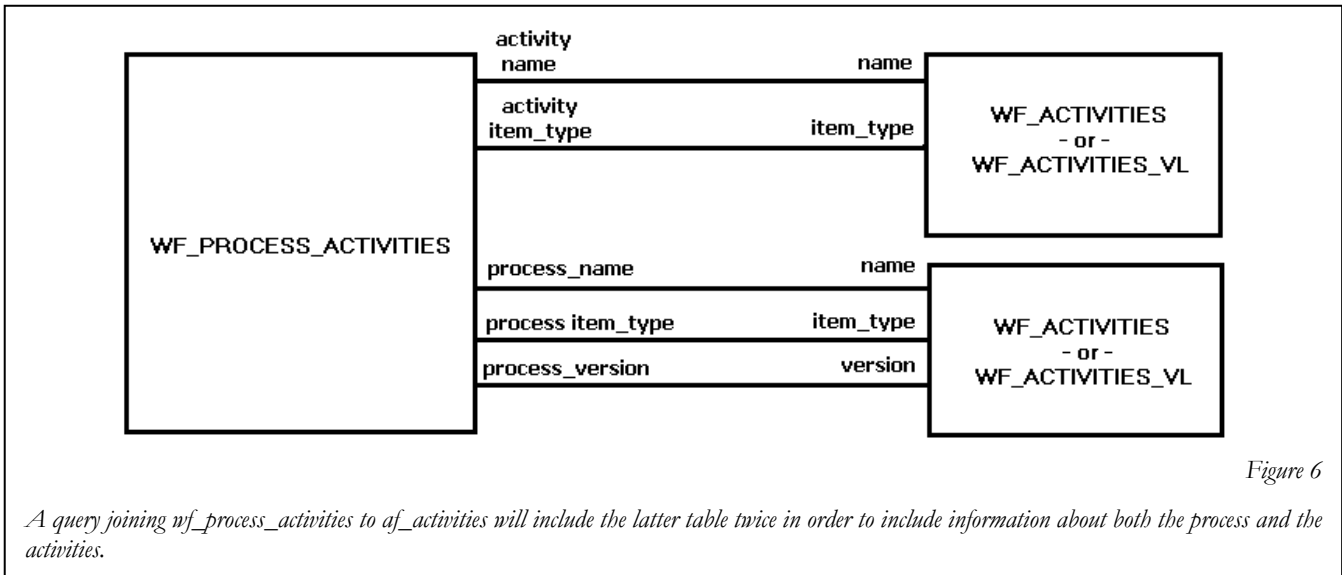 activity
name
name
activity
item_type
item_type
WF_ACTIVITIES
- or -
WF_ACTIVITIES_VL
WF_PROCESS_ACTIVITIES
process_name
name
process item_type
item_type
process_version
version
WF_ACTIVITIES
- or -
WF_ACTIVITIES_VL
Figure 6
A query joining wf_process_activities to af_activities will include the latter table twice in order to include information about both the process and the
activities.